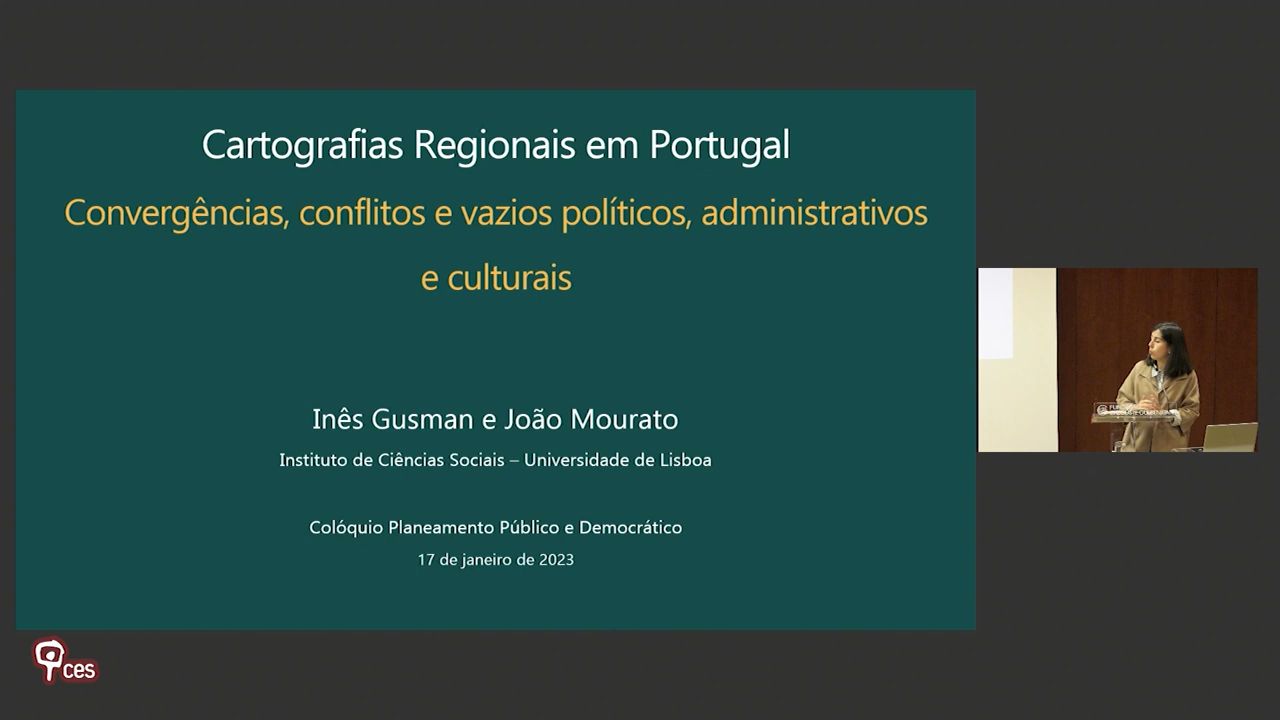 Cartografias Regionais em Portugal
Convergências, conflitos e vazios políticos, administrativos
e culturais
Inês Gusman e João Mourato
Instituto de Ciências Sociais – Universidade de Lisboa
Colóquio Planeamento Público e Democrático
17 de janeiro de 2023
ces